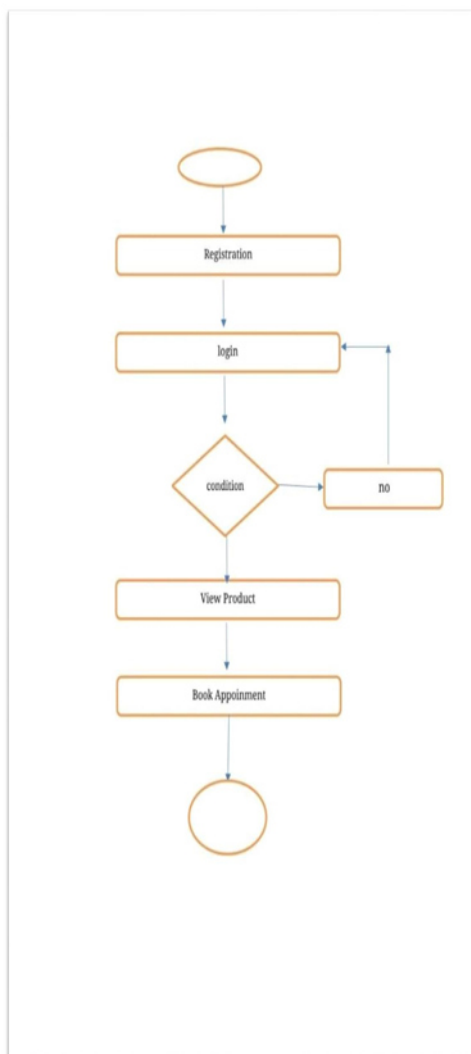 Registration
login
condition
no
View Product
Book Appoinment